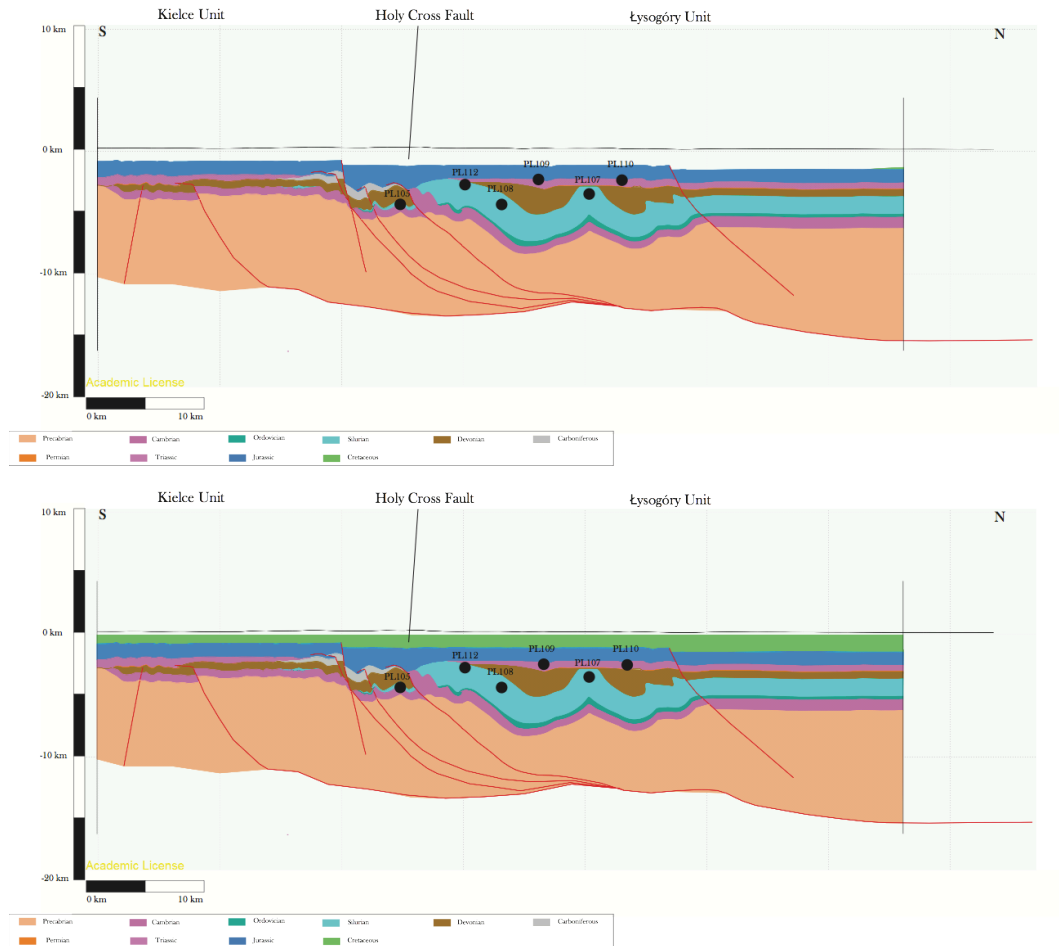 Kielce Unit Holy Cross Fault Łysogóry Unit
10 km
S N
0 km
PL109 PL110
PL112
PL107
PL108
PL105
-10 km
Academic License
-20 km
0 km 10 km
Precabrian Cambrian Ordovician Silurian Devonian Carboniferous
Permian Triassic Jurassic Cretaceous
Kielce Unit Holy Cross Fault Łysogóry Unit
10 km
S N
0 km
PL109 PL110
PL112
PL107
PL108
PL105
-10 km
Academic License
-20 km
0 km 10 km
Precabrian Cambrian Ordovician Silurian Devonian Carboniferous
Permian Triassic Jurassic Cretaceous